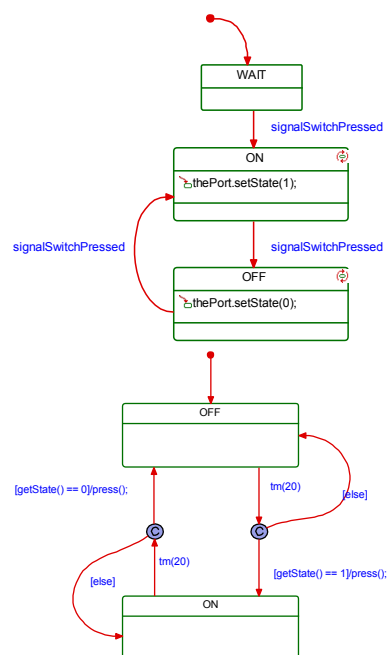 WAIT
signalSwitchPressed
ON
thePort.setState(1);
signalSwitchPressed
signalSwitchPressed
OFF
thePort.setState(0);
OFF
[getState() == 0]/press();
tm(20)
[else]
C
C
tm(20)
[else]
[getState() == 1]/press();
ON